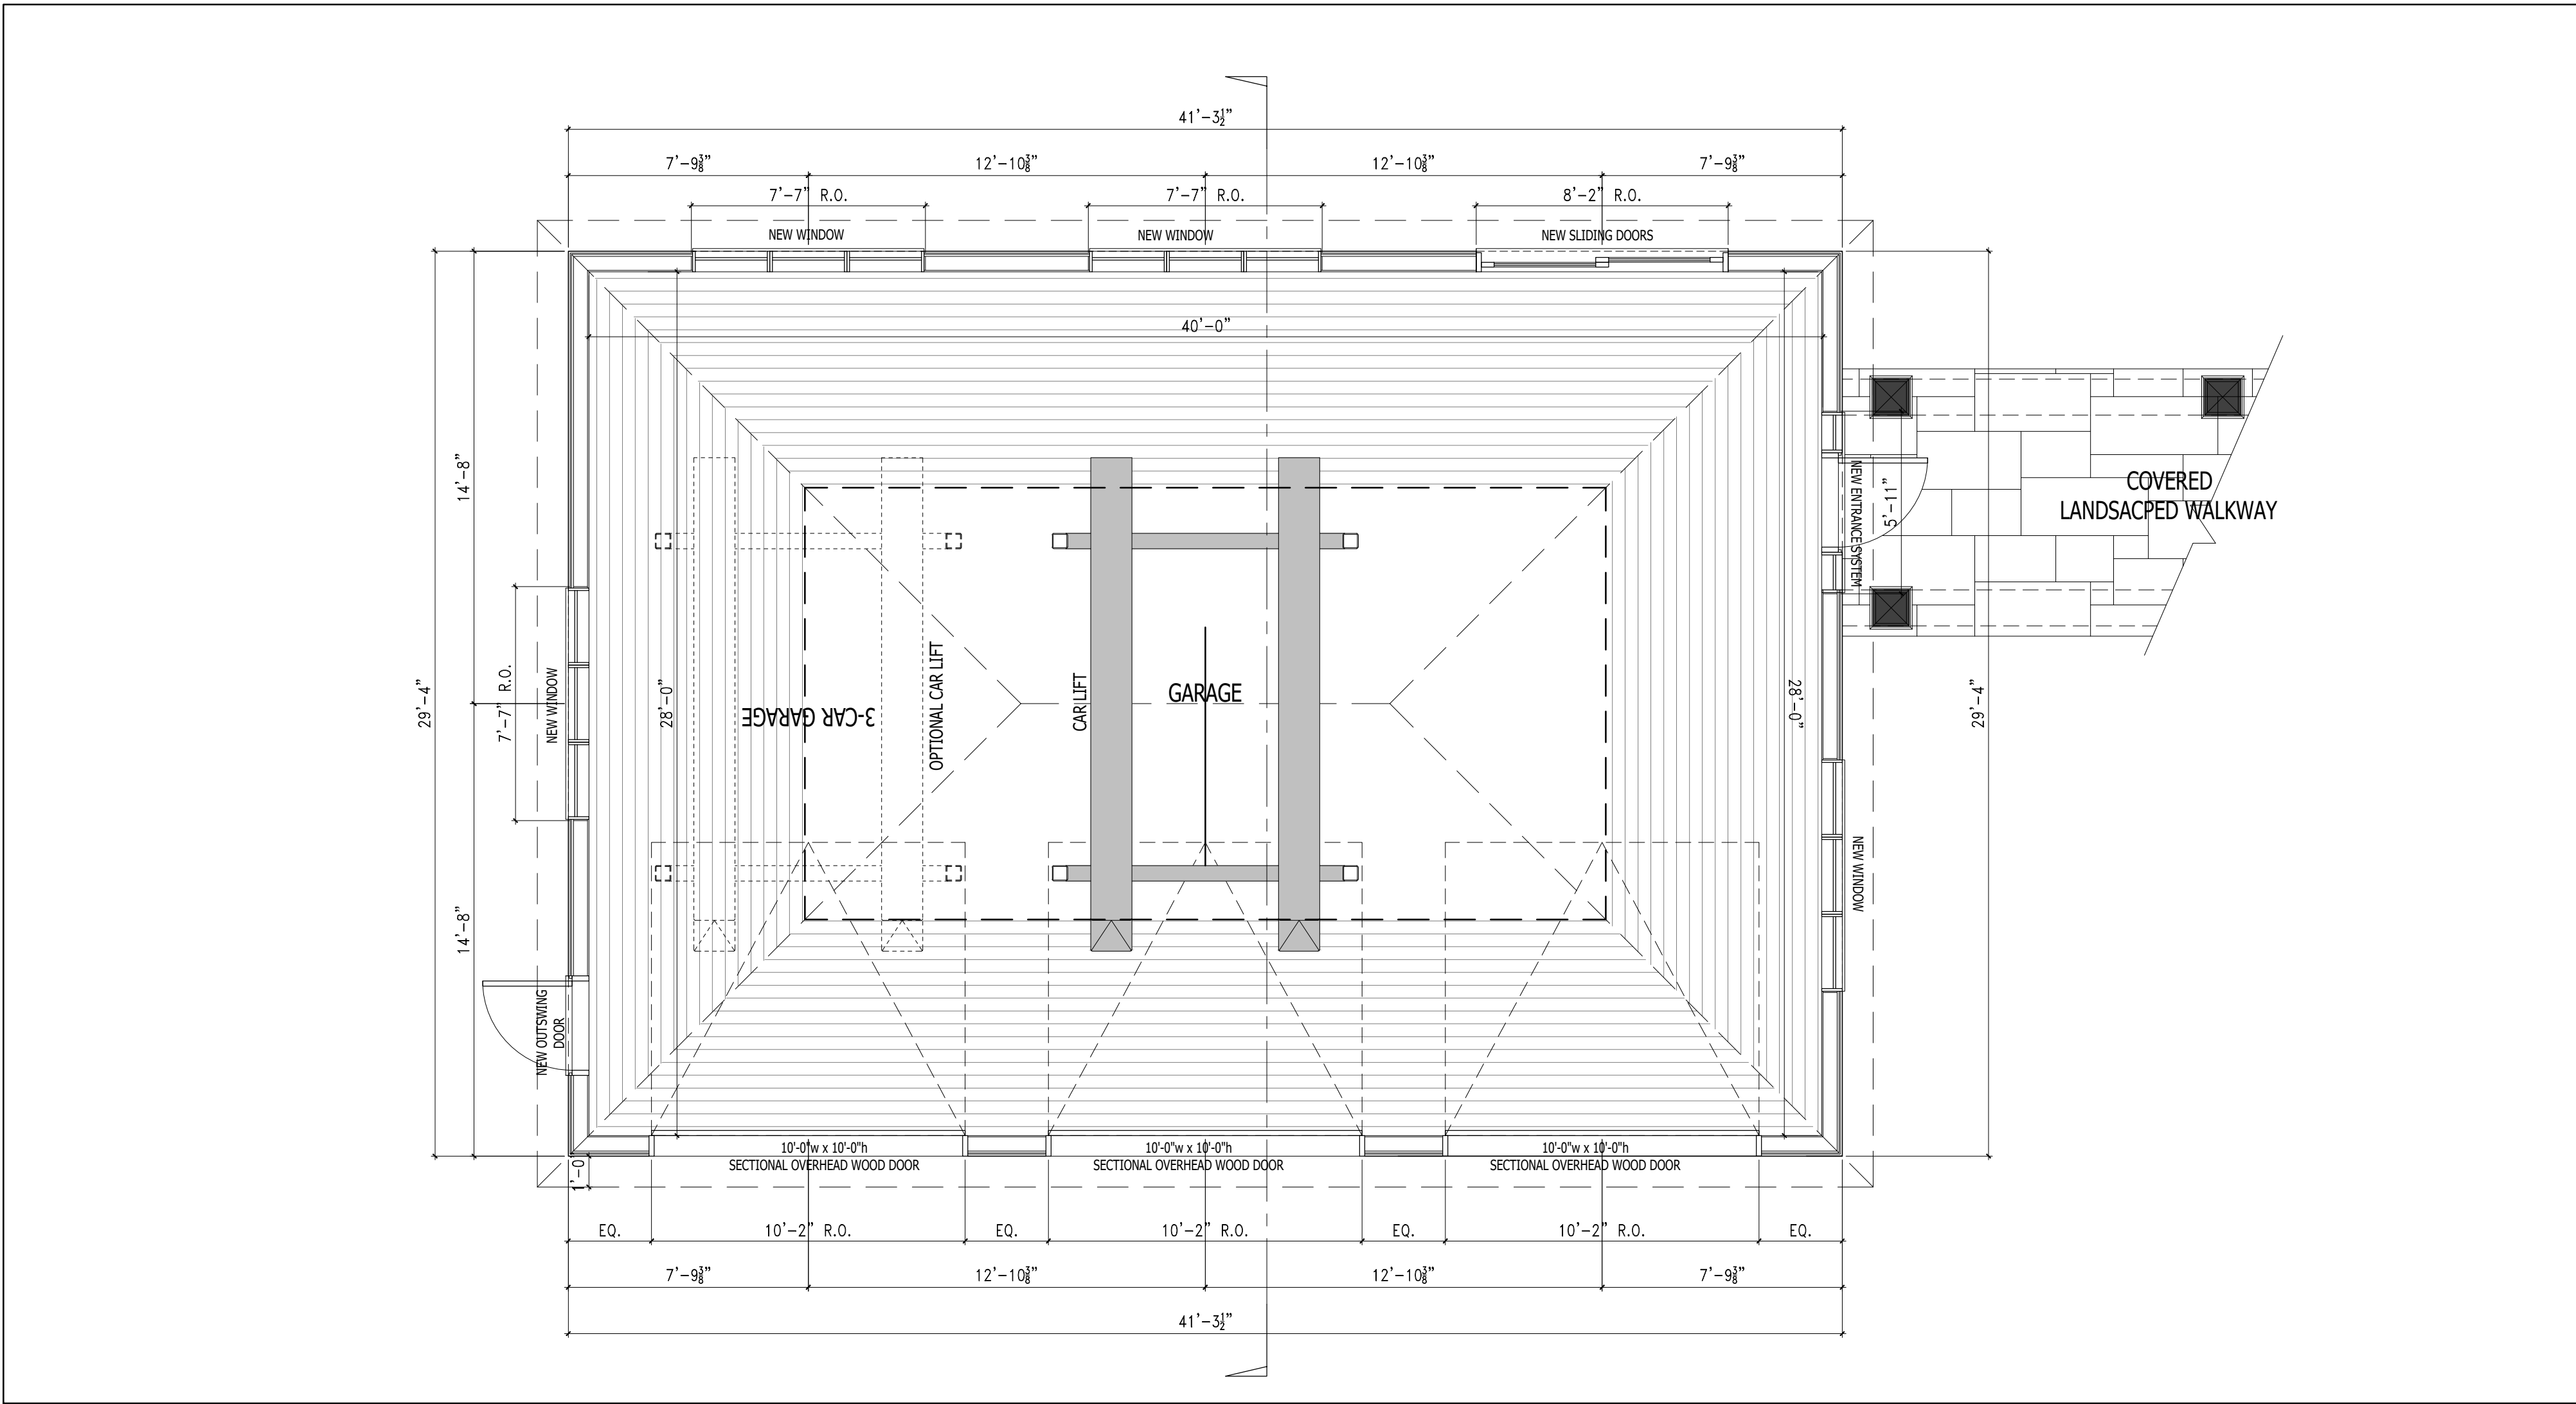 41'-3½"
7'-9⅜"
12'-10⅜"
12'-10⅜"
7'-9⅜"
7'-7" R.O.
7'-7" R.O.
8'-2" R.O.
NEW WINDOW
NEW WINDOW
NEW SLIDING DOORS
40'-0"
14'-8"
29'-4"
14'-8"
7'-7" R.O.
NEW WINDOW
28'-0"
3-CAR GARAGE
OPTIONAL CAR LIFT
CAR LIFT
GARAGE
28'-0"
NEW ENTRANCE SYSTEM
5'-11"
COVERED
LANDSACPED WALKWAY
29'-4"
NEW WINDOW
NEW OUTSWING
DOOR
1'-0
10'-0"w x 10'-0"h
SECTIONAL OVERHEAD WOOD DOOR
10'-0"w x 10'-0"h
SECTIONAL OVERHEAD WOOD DOOR
10'-0"w x 10'-0"h
SECTIONAL OVERHEAD WOOD DOOR
EQ.
10'-2" R.O.
EQ.
10'-2" R.O.
EQ.
10'-2" R.O.
EQ.
7'-9⅜"
12'-10⅜"
12'-10⅜"
7'-9⅜"
41'-3½"